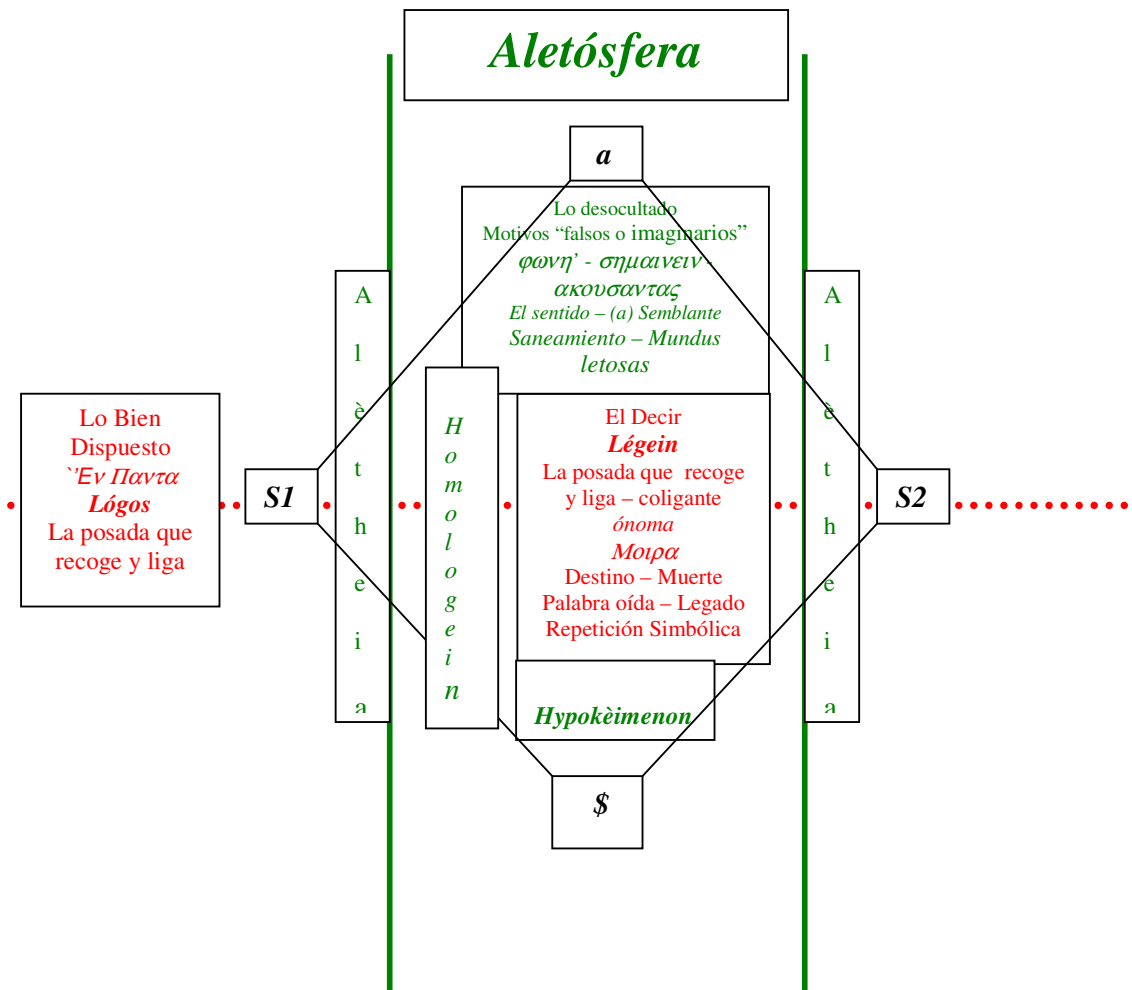 Aletósfera
a
Lo desocultado
Motivos “falsos o imaginarios”
φωνη’ - σημαινειν -
ακουσαντας
El sentido – (a) Semblante
Saneamiento – Mundus
letosas
A
l
è
t
h
e
i
a
Lo Bien
Dispuesto
`’Εν Παντα
Lógos
La posada que
recoge y liga
S1
H
o
m
o
l
o
g
e
i
n
El Decir
Légein
La posada que recoge
y liga – coligante
ónoma
Μοιρα
Destino – Muerte
Palabra oída – Legado
Repetición Simbólica
A
l
è
t
h
e
i
a
S2
Hypokèimenon
$